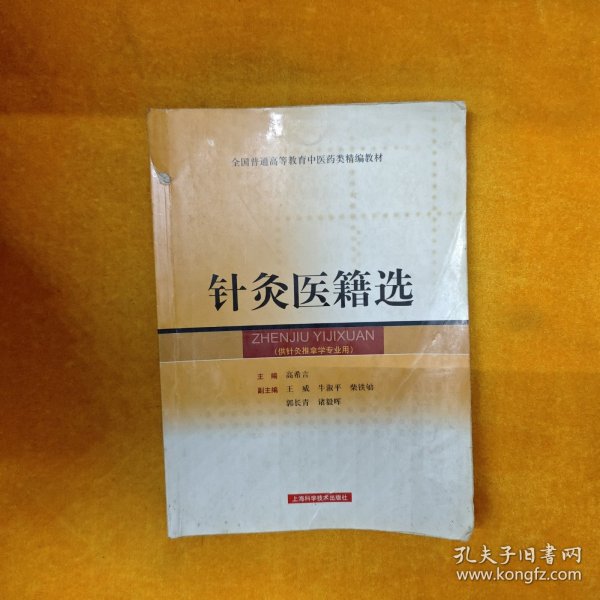 全国普通高等教育中医药类精编教材
针灸医籍选
ZHENJIU YIJIXUAN
(供针灸推拿学专业用)
主 编 高希言
副主编 王 威 牛淑平 柴铁劬
郭长青 诸毅晖
上海科学技术出版社
孔夫子旧书网
www.kongfz.com